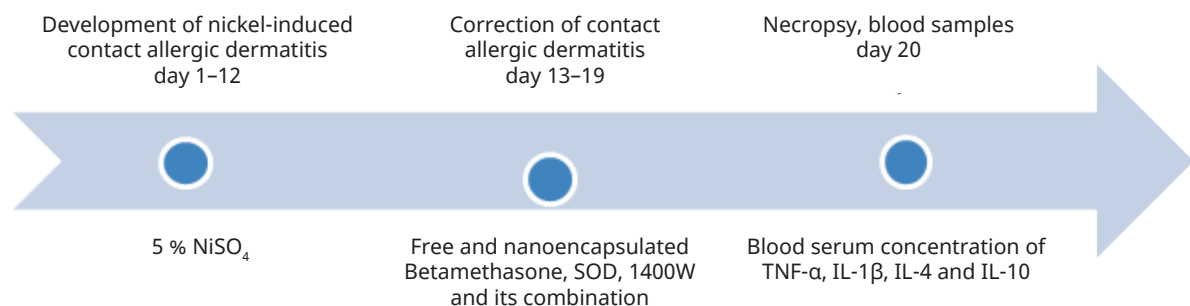 Development of nickel-induced
contact allergic dermatitis
day 1–12
Correction of contact
allergic dermatitis
day 13–19
Necropsy, blood samples
day 20
5 % NiSO₄
Free and nanoencapsulated
Betamethasone, SOD, 1400W
and its combination
Blood serum concentration of
TNF-α, IL-1β, IL-4 and IL-10